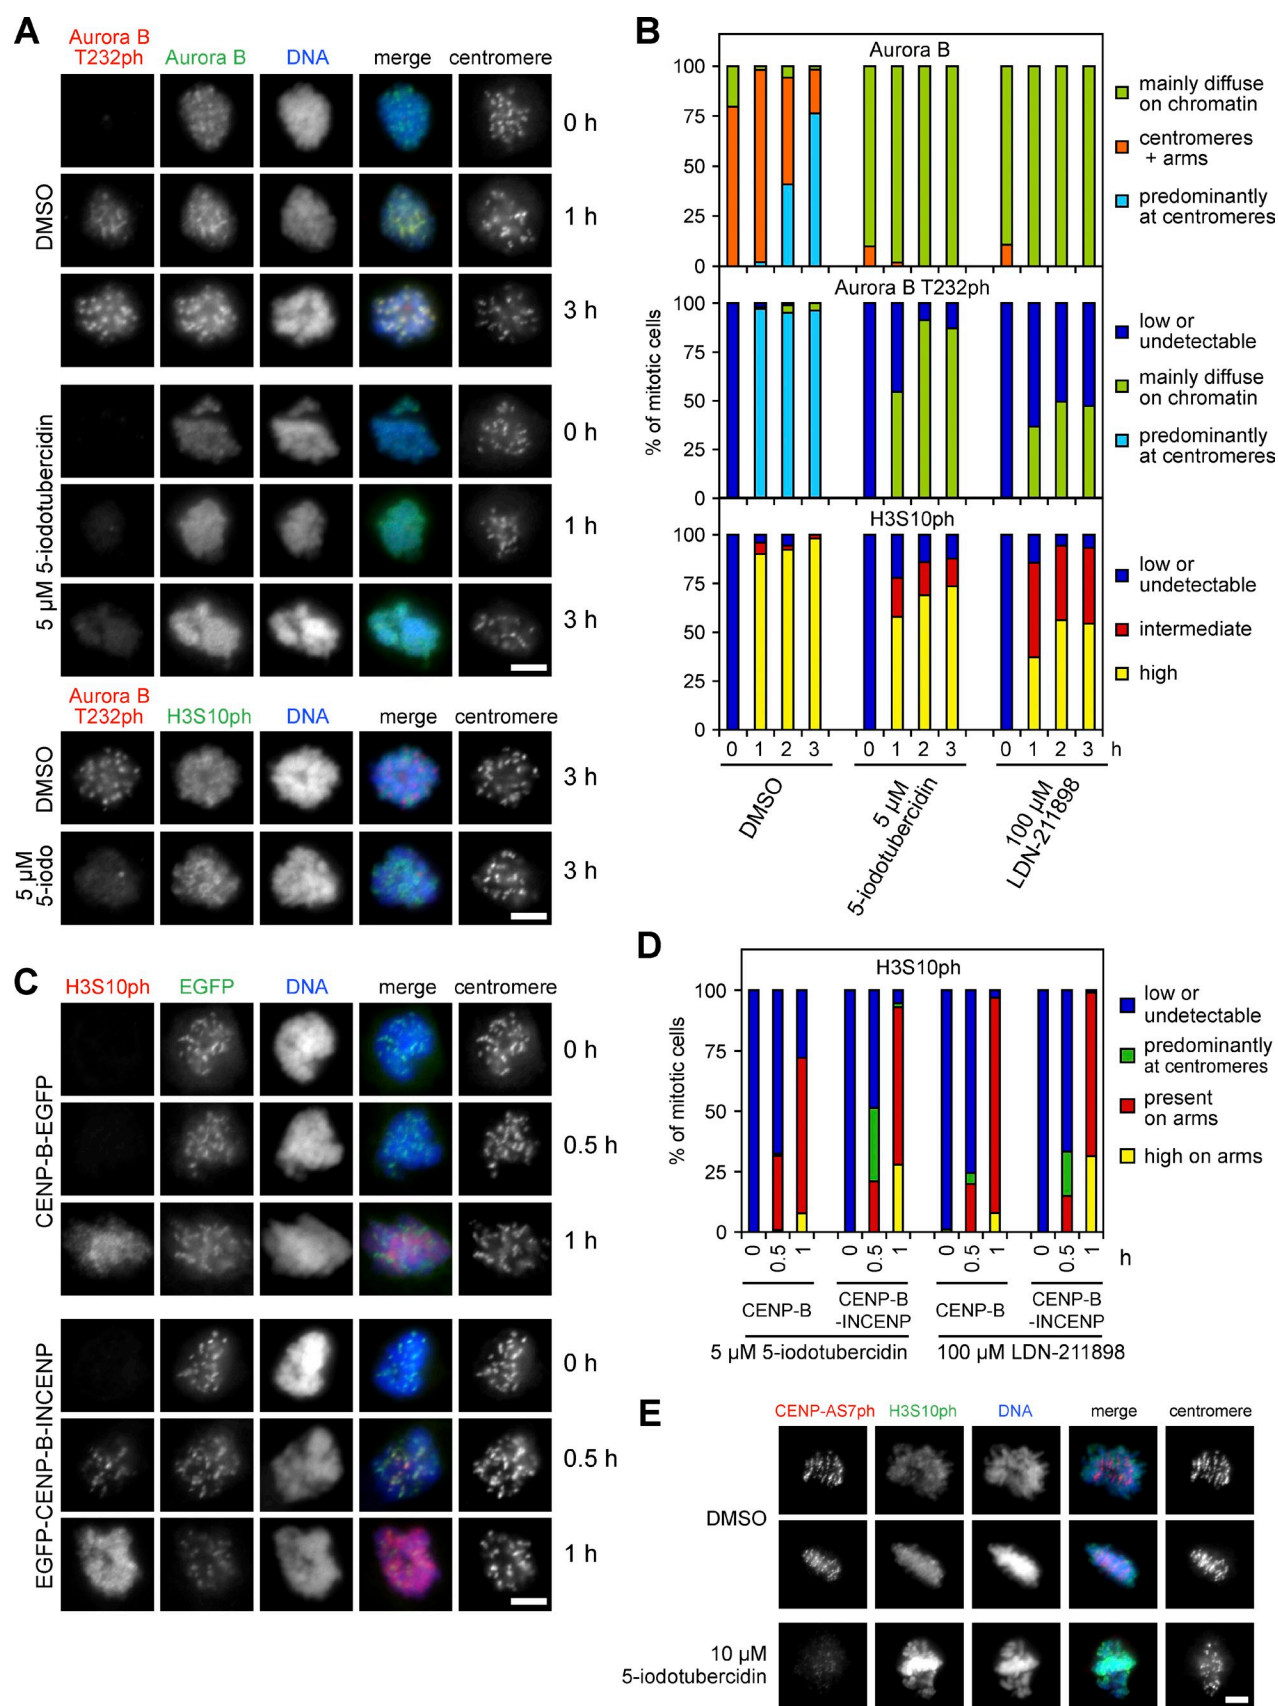 A
Aurora B
T232ph
Aurora B
DNA
merge
centromere
DMSO
0 h
1 h
3 h
5 µM 5-iodotubercidin
0 h
1 h
3 h
Aurora B
T232ph
H3S10ph
DNA
merge
centromere
DMSO
3 h
5 µM
5-iodo
3 h
B
Aurora B
100
75
50
25
0
mainly diffuse
on chromatin
centromeres
+ arms
predominantly
at centromeres
% of mitotic cells
Aurora B T232ph
100
75
50
25
0
low or
undetectable
mainly diffuse
on chromatin
predominantly
at centromeres
H3S10ph
100
75
50
25
0
low or
undetectable
intermediate
high
0 1 2 3 0 1 2 3 0 1 2 3 h
DMSO
5 µM
5-iodotubercidin
100 µM
LDN-211898
C
H3S10ph
EGFP
DNA
merge
centromere
CENP-B-EGFP
0 h
0.5 h
1 h
EGFP-CENP-B-INCENP
0 h
0.5 h
1 h
D
H3S10ph
% of mitotic cells
100
75
50
25
0
low or
undetectable
predominantly
at centromeres
present
on arms
high on arms
0 0.5 1 0 0.5 1 0 0.5 1 0 0.5 1 h
CENP-B
CENP-B
-INCENP
CENP-B
CENP-B
-INCENP
5 µM 5-iodotubercidin
100 µM LDN-211898
E
CENP-AS7ph
H3S10ph
DNA
merge
centromere
DMSO
10 µM
5-iodotubercidin